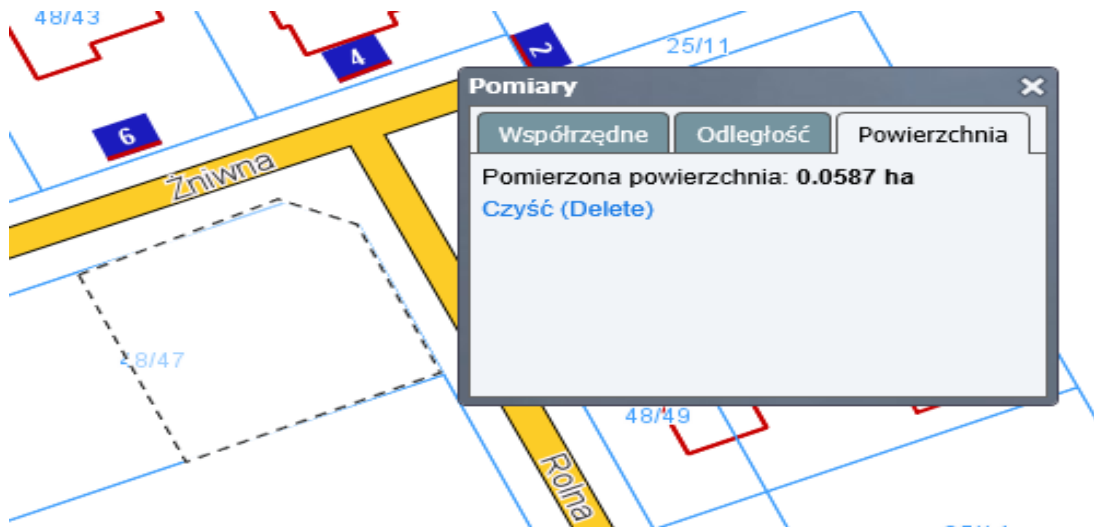 48/43
4
2
25/11
6
Żniwna
Pomiary
Współrzędne Odległość Powierzchnia
Pomierzona powierzchnia: 0.0587 ha
Czyść (Delete)
48/47
48/49
Rolna